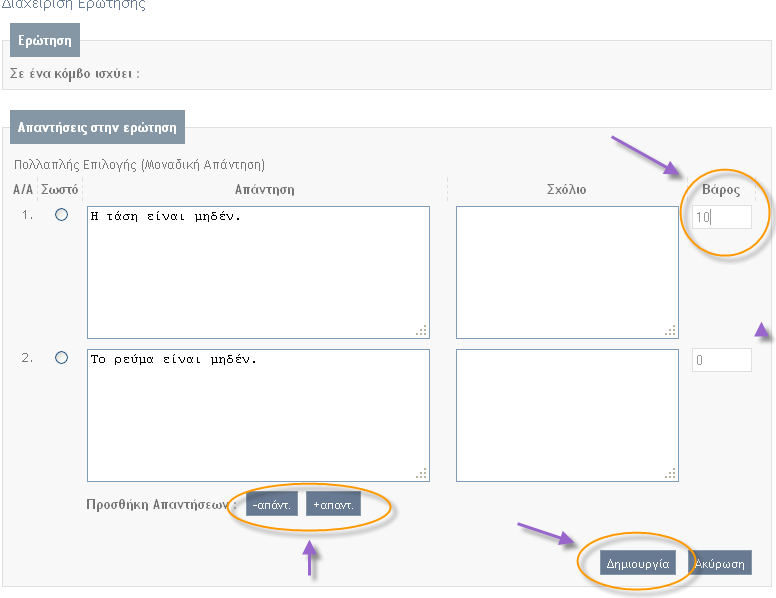 Διαχείριση Ερώτησης
Ερώτηση
Σε ένα κόμβο ισχύει :
Απαντήσεις στην ερώτηση
Πολλαπλής Επιλογής (Μοναδική Απάντηση)
Α/Α Σωστό Απάντηση Σχόλιο Βάρος
1. Η τάση είναι μηδέν. 10
2. Το ρεύμα είναι μηδέν. 0
Προσθήκη Απαντήσεων : -απάντ. +απαντ.
Δημιουργία Ακύρωση